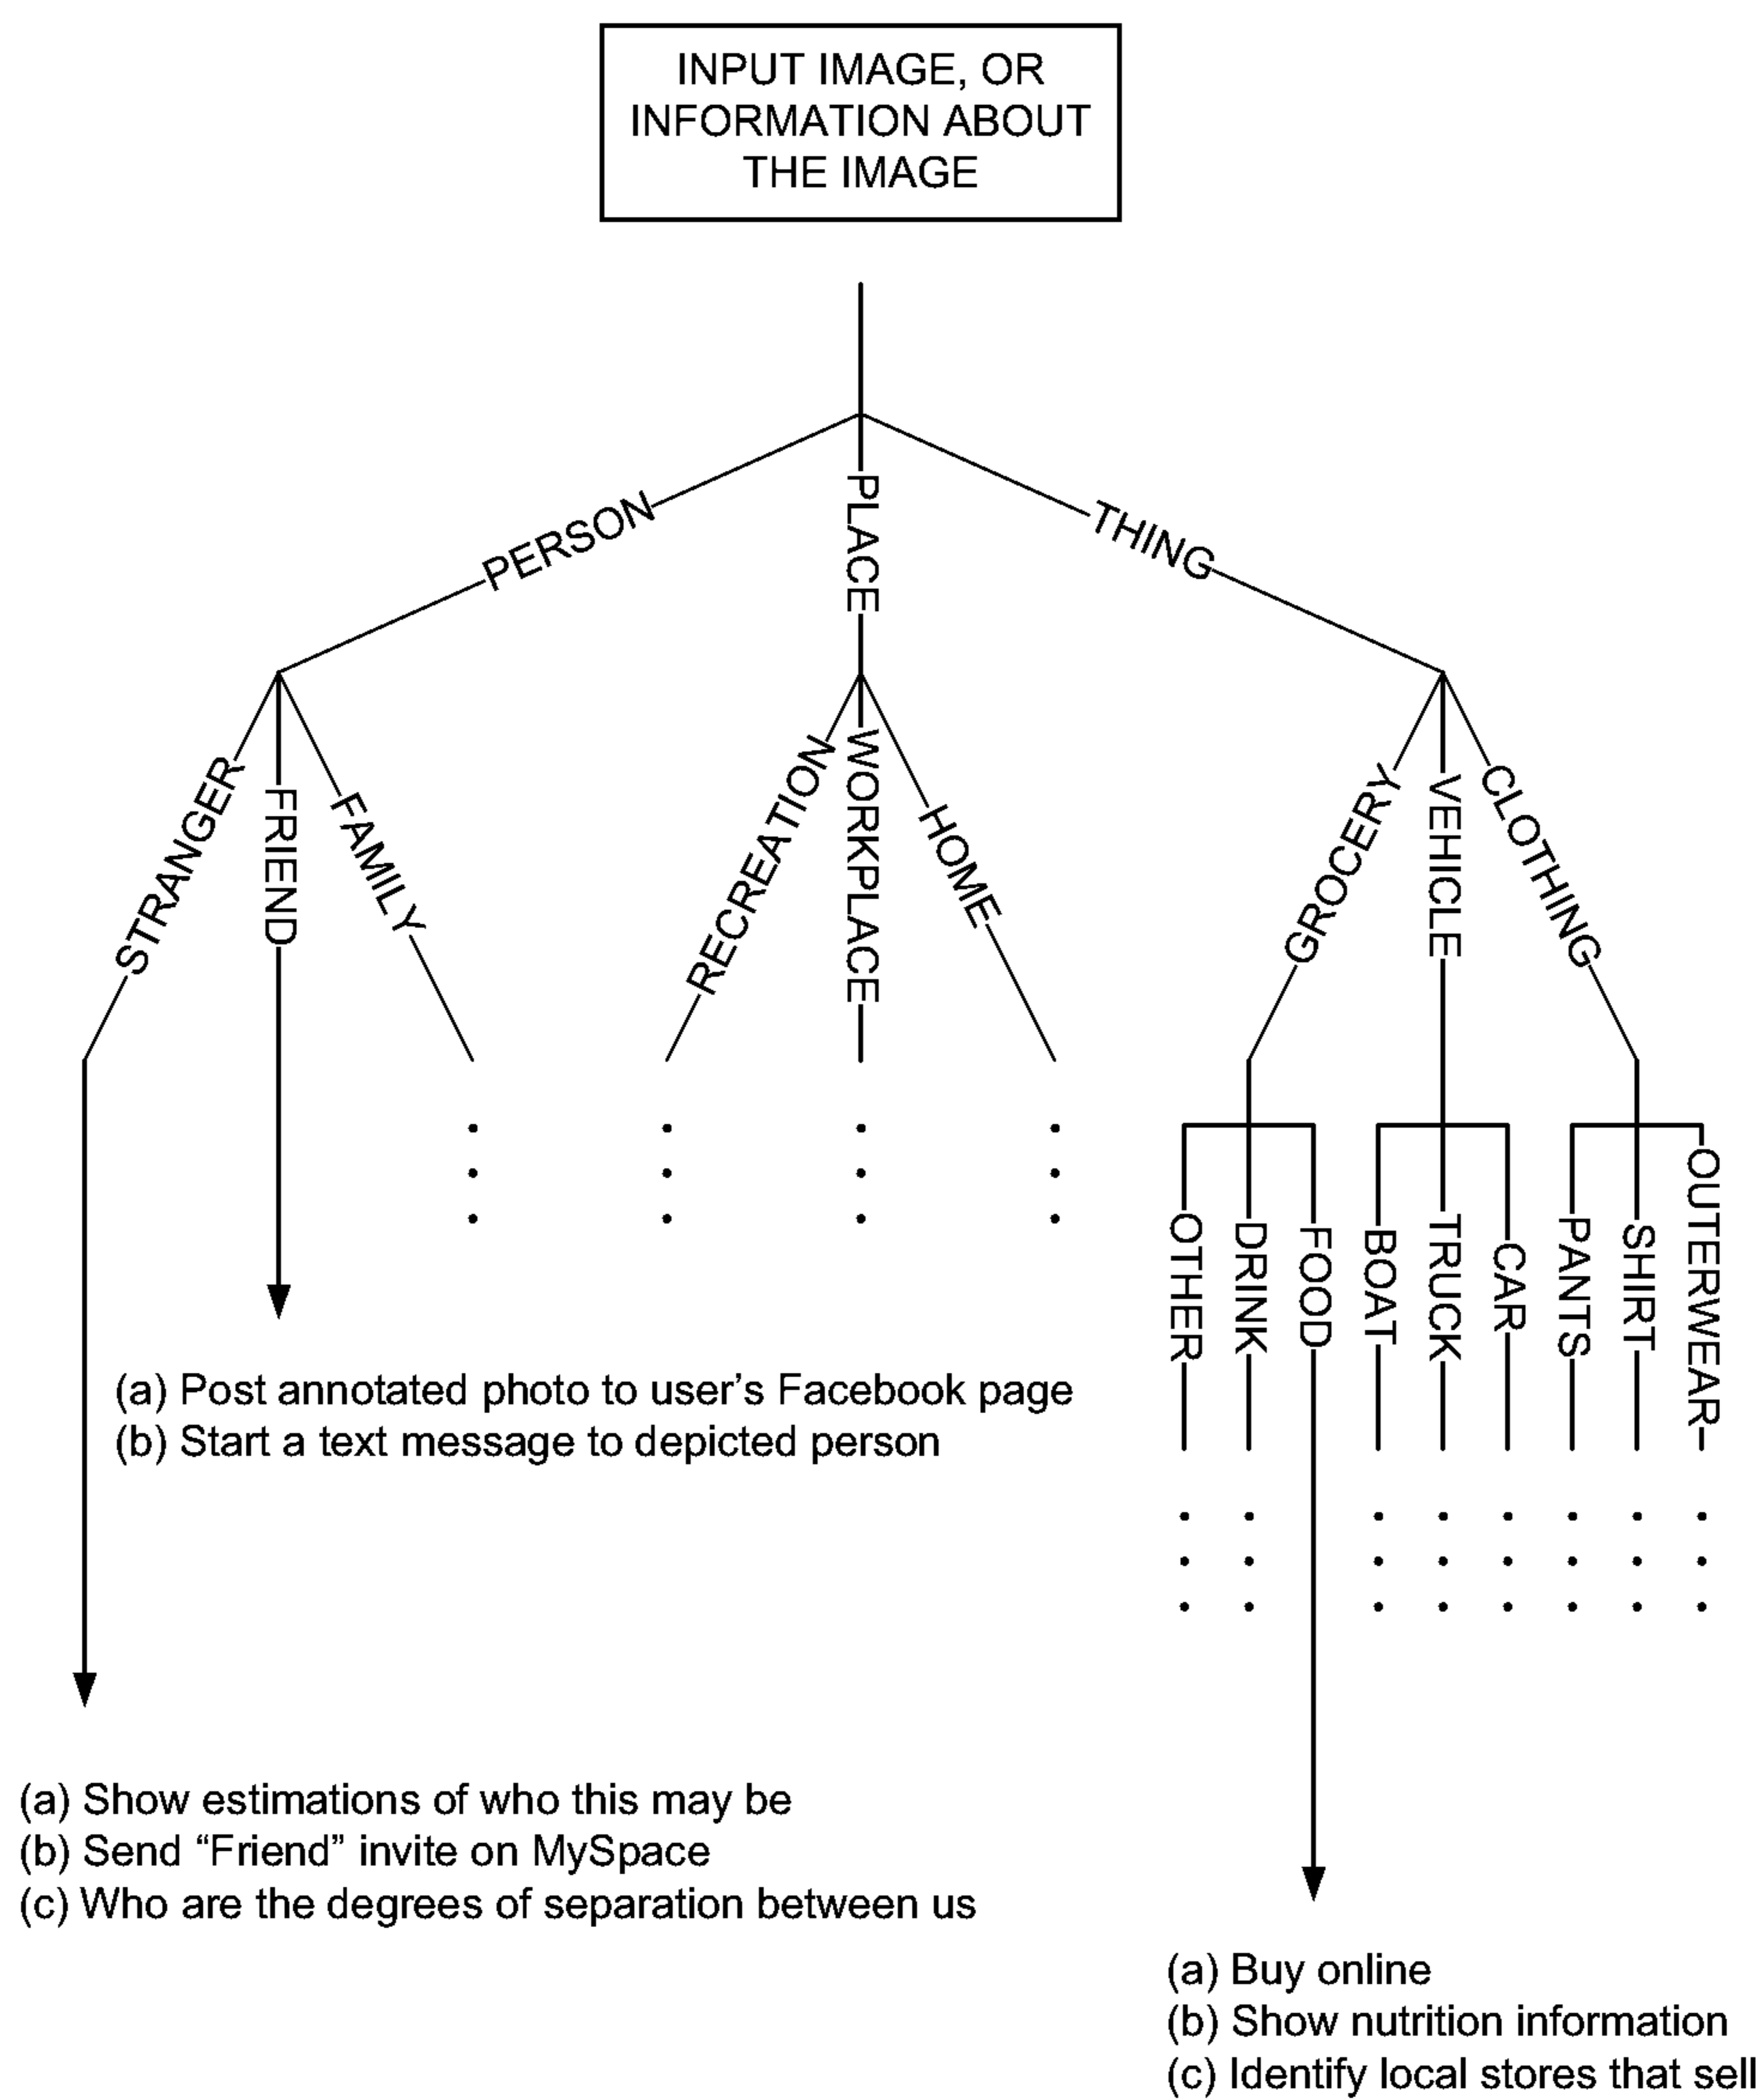 INPUT IMAGE, OR
INFORMATION ABOUT
THE IMAGE
PERSON
PLACE
THING
STRANGER
FRIEND
FAMILY
RECREATION
WORKPLACE
HOME
GROCERY
VEHICLE
CLOTHING
OTHER
DRINK
FOOD
BOAT
TRUCK
CAR
PANTS
SHIRT
OUTERWEAR
(a) Post annotated photo to user’s Facebook page
(b) Start a text message to depicted person
(a) Show estimations of who this may be
(b) Send “Friend” invite on MySpace
(c) Who are the degrees of separation between us
(a) Buy online
(b) Show nutrition information
(c) Identify local stores that sell